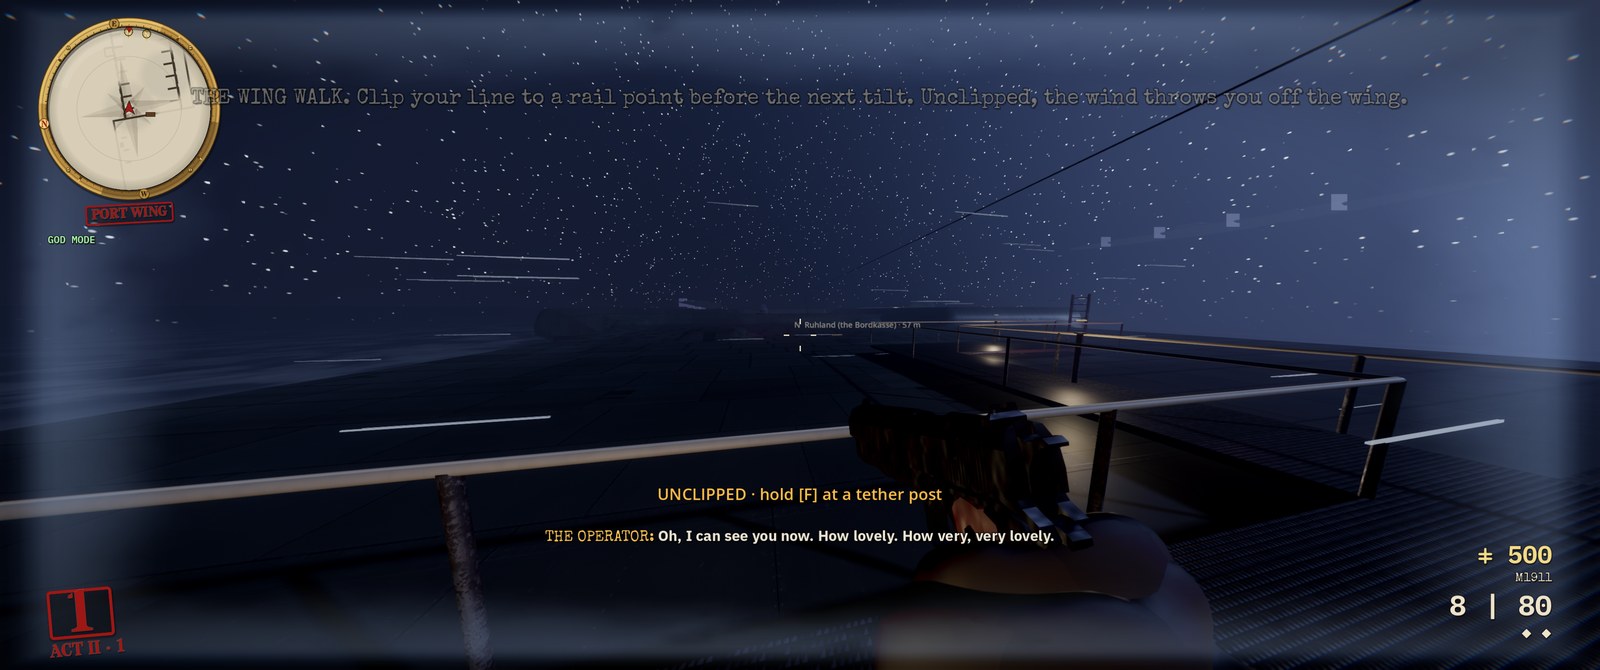 E
N
W
THE WING WALK. Clip your line to a rail point before the next tilt. Unclipped, the wind throws you off the wing.
PORT WING
GOD MODE
N Ruhland (the Bordkasse) · 57 m
UNCLIPPED · hold [F] at a tether post
THE OPERATOR: Oh, I can see you now. How lovely. How very, very lovely.
500
M1911
8 | 80
1
ACT II · 1